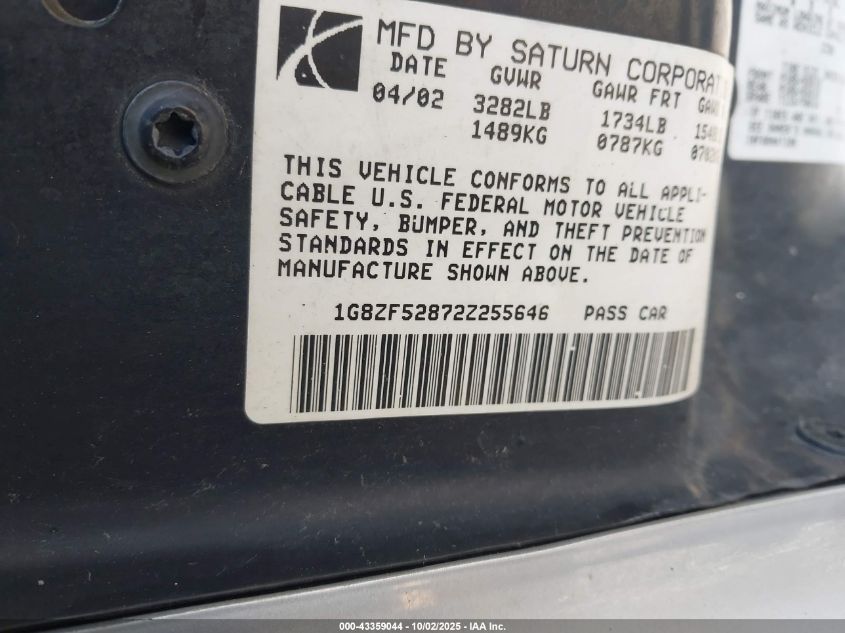 MFD BY SATURN CORPORAT
DATE GVWR GAWR FRT GAW
04/02 3282LB 1734LB
1489KG 0787KG
THIS VEHICLE CONFORMS TO ALL APPLI-
CABLE U.S. FEDERAL MOTOR VEHICLE
SAFETY, BUMPER, AND THEFT PREVENTION
STANDARDS IN EFFECT ON THE DATE OF
MANUFACTURE SHOWN ABOVE.
1G8ZF52872Z255646 PASS CAR
000-43359044 - 10/02/2025 - IAA Inc.